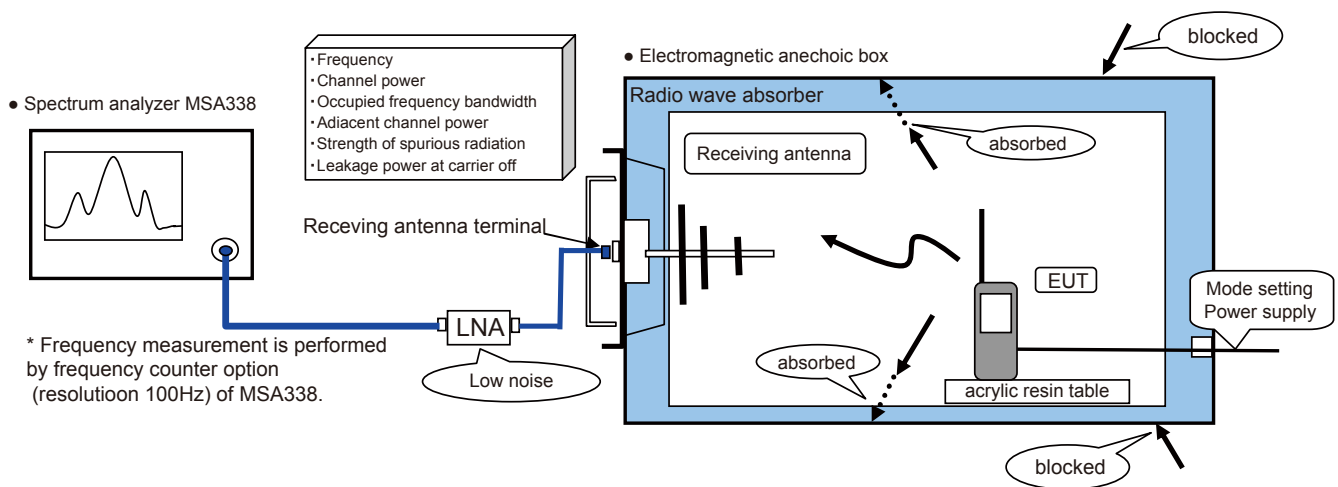 ● Spectrum analyzer MSA338
・Frequency
・Channel power
・Occupied frequency bandwidth
・Adiacent channel power
・Strength of spurious radiation
・Leakage power at carrier off
● Electromagnetic anechoic box
blocked
Radio wave absorber
absorbed
Receiving antenna
Receving antenna terminal
EUT
Mode setting
Power supply
LNA
Low noise
* Frequency measurement is performed
by frequency counter option
(resolutioon 100Hz) of MSA338.
absorbed
acrylic resin table
blocked